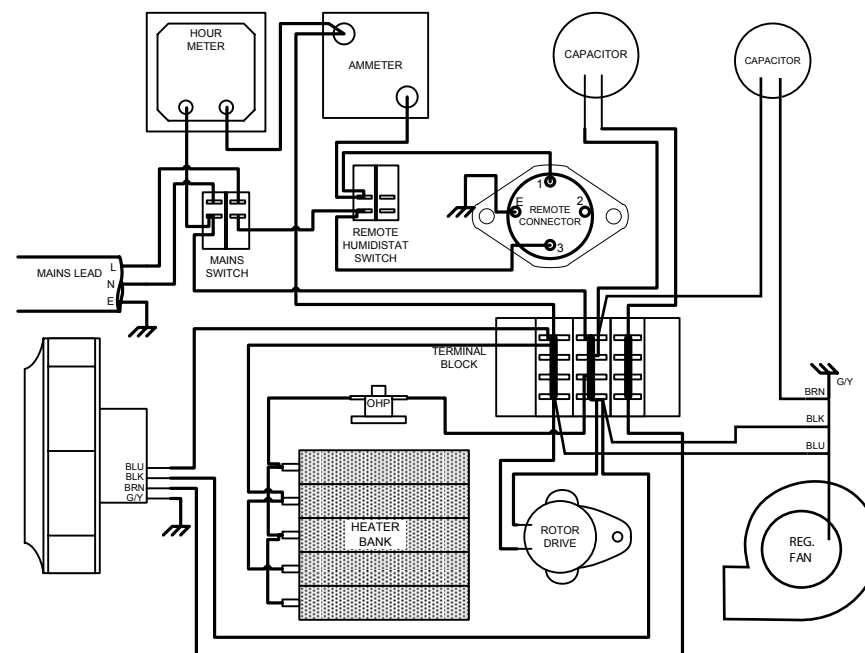 HOUR
METER
AMMETER
CAPACITOR
CAPACITOR
1
E
2
REMOTE
CONNECTOR
3
REMOTE
HUMIDISTAT
SWITCH
MAINS
SWITCH
MAINS LEAD
L
N
E
TERMINAL
BLOCK
G/Y
BRN
BLK
BLU
OHP
BLU
BLK
BRN
G/Y
HEATER
BANK
ROTOR
DRIVE
REG.
FAN